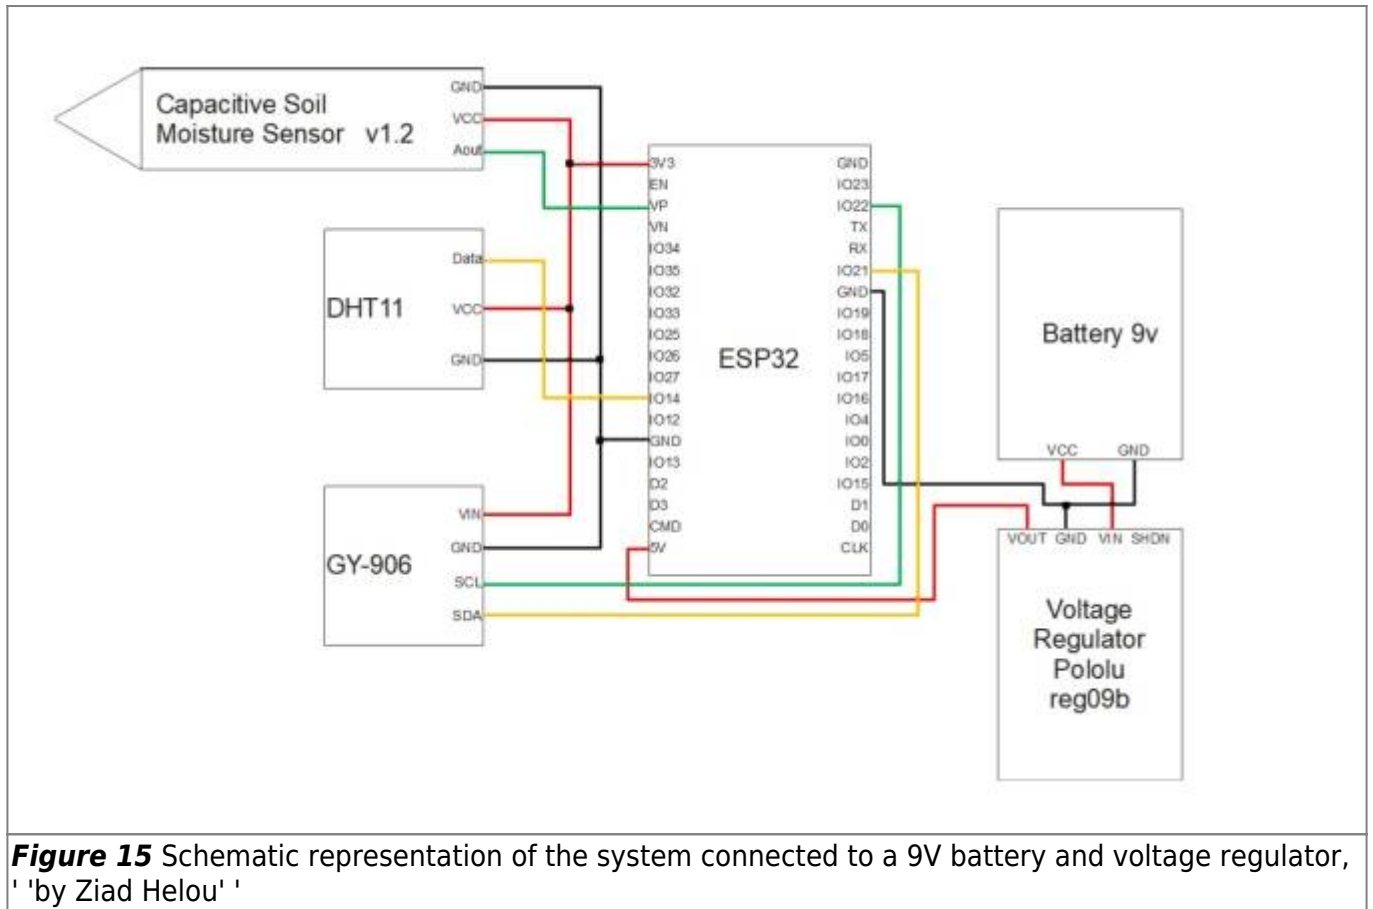 Capacitive Soil
Moisture Sensor v1.2
GND
VCC
Aout
DHT11
Data
VCC
GND
GY-906
VIN
GND
SCL
SDA
ESP32
3V3
EN
VP
VN
IO34
IO35
IO32
IO33
IO25
IO26
IO27
IO14
IO12
GND
IO13
D2
D3
CMD
5V
GND
IO23
IO22
TX
RX
IO21
GND
IO19
IO18
IO5
IO17
IO16
IO4
IO0
IO2
IO15
D1
D0
CLK
Battery 9v
VCC GND
VOUT GND VIN SHDN
Voltage
Regulator
Pololu
reg09b
Figure 15 Schematic representation of the system connected to a 9V battery and voltage regulator,
' 'by Ziad Helou' '